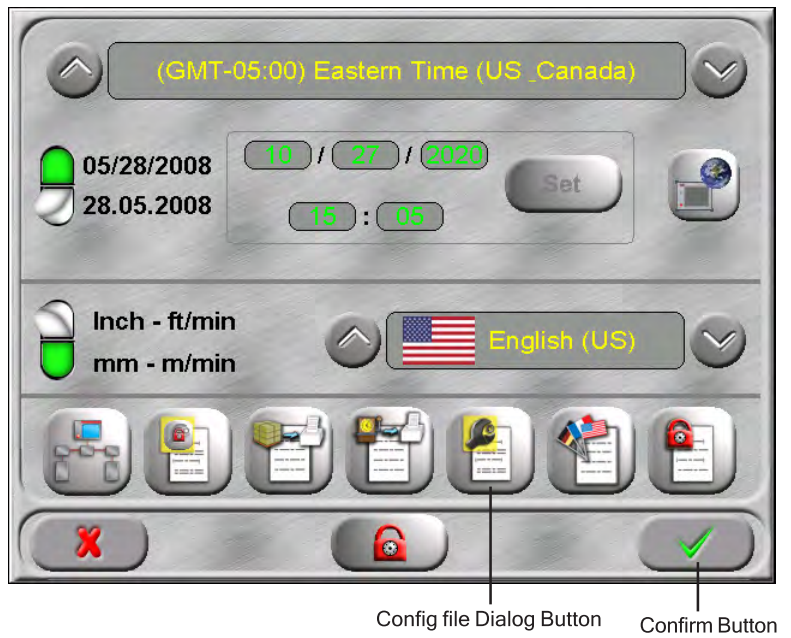 (GMT-05:00) Eastern Time (US _Canada)
05/28/2008
28.05.2008
10 / 27 / 2020
15 : 05
Set
Inch - ft/min
mm - m/min
English (US)
Config file Dialog Button
Confirm Button